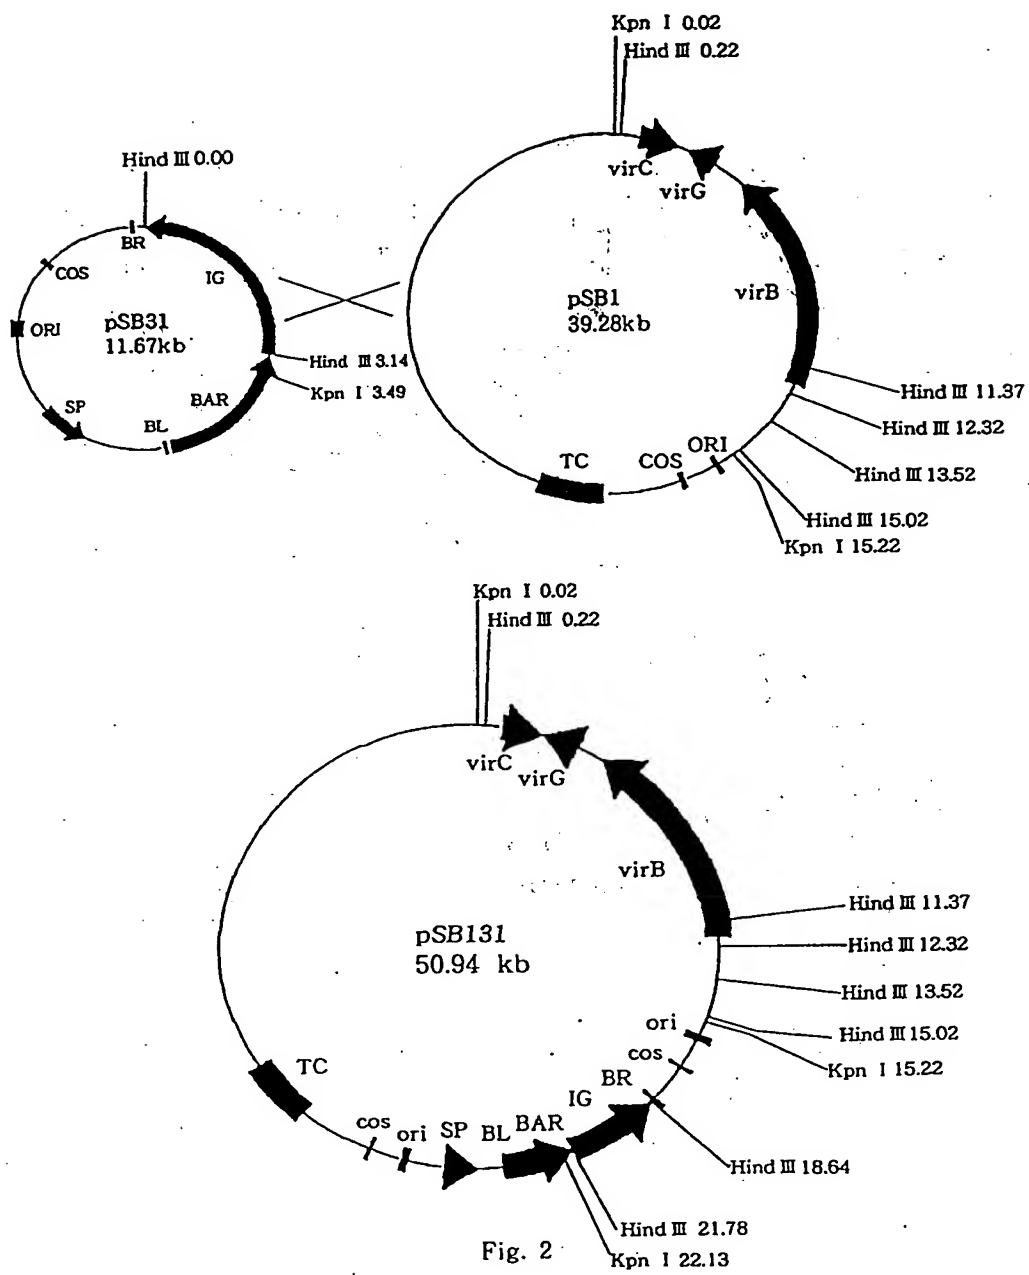 Kpn I 0.02
Hind III 0.22
virC
virG
virB
pSB1
39.28kb
Hind III 11.37
Hind III 12.32
Hind III 13.52
Hind III 15.02
Kpn I 15.22
ORI
COS
TC
Hind III 0.00
BR
COS
IG
ORI
pSB31
11.67kb
Hind III 3.14
Kpn I 3.49
BAR
SP
BL
Kpn I 0.02
Hind III 0.22
virC
virG
virB
pSB131
50.94 kb
Hind III 11.37
Hind III 12.32
Hind III 13.52
Hind III 15.02
Kpn I 15.22
ori
cos
BR
IG
BAR
BL
SP
ori
cos
TC
Hind III 18.64
Hind III 21.78
Kpn I 22.13
Fig. 2